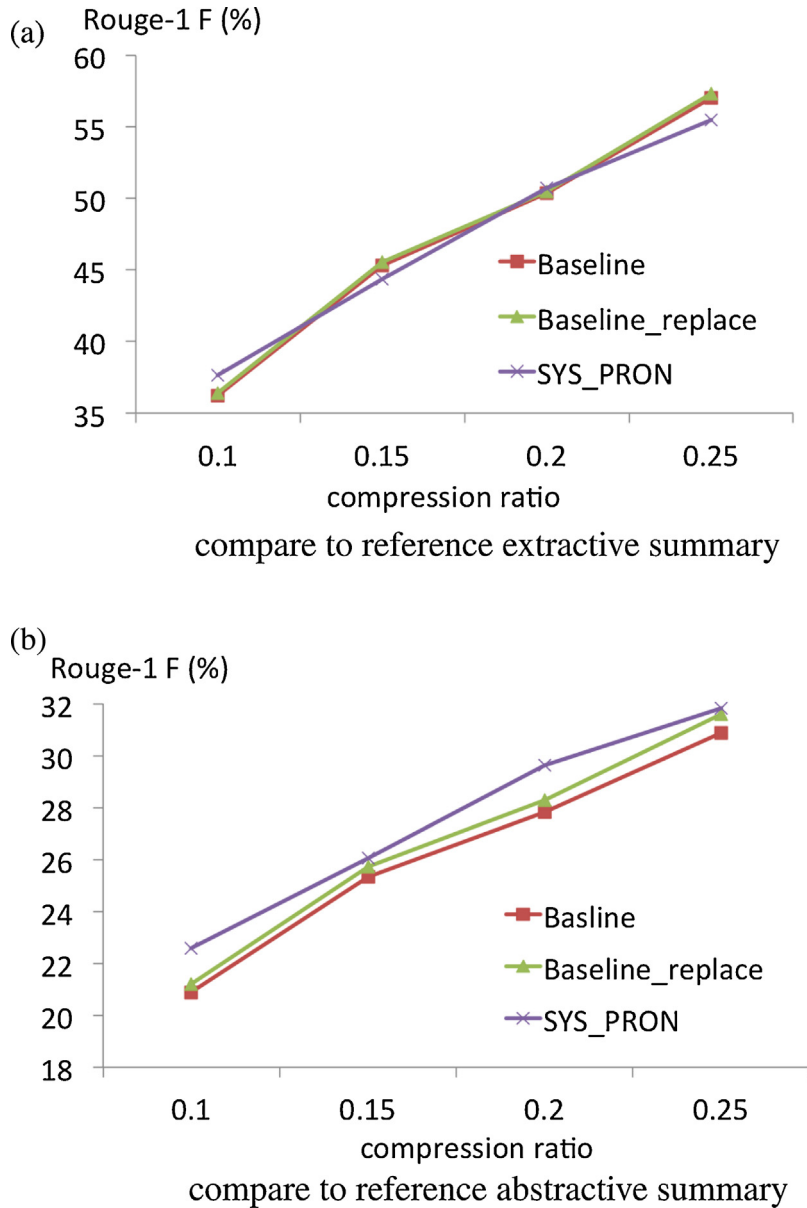 (a)
Rouge-1 F (%)
60
55
50
45
40
35
Baseline
Baseline_replace
SYS_PRON
0.1 0.15 0.2 0.25
compression ratio
compare to reference extractive summary
(b)
Rouge-1 F (%)
32
30
28
26
24
22
20
18
Basline
Baseline_replace
SYS_PRON
0.1 0.15 0.2 0.25
compression ratio
compare to reference abstractive summary